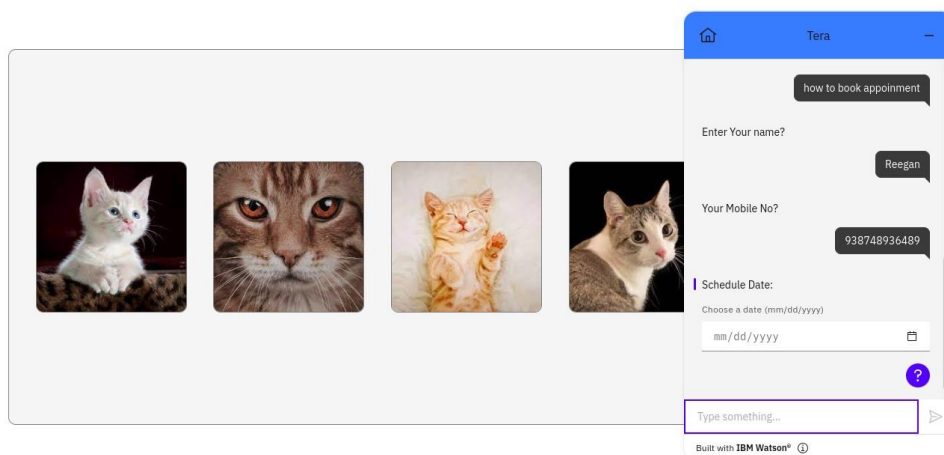 Tera
how to book appoinment
Enter Your name?
Reegan
Your Mobile No?
938748936489
Schedule Date:
Choose a date (mm/dd/yyyy)
mm/dd/yyyy
?
Type something...
Built with IBM Watson®